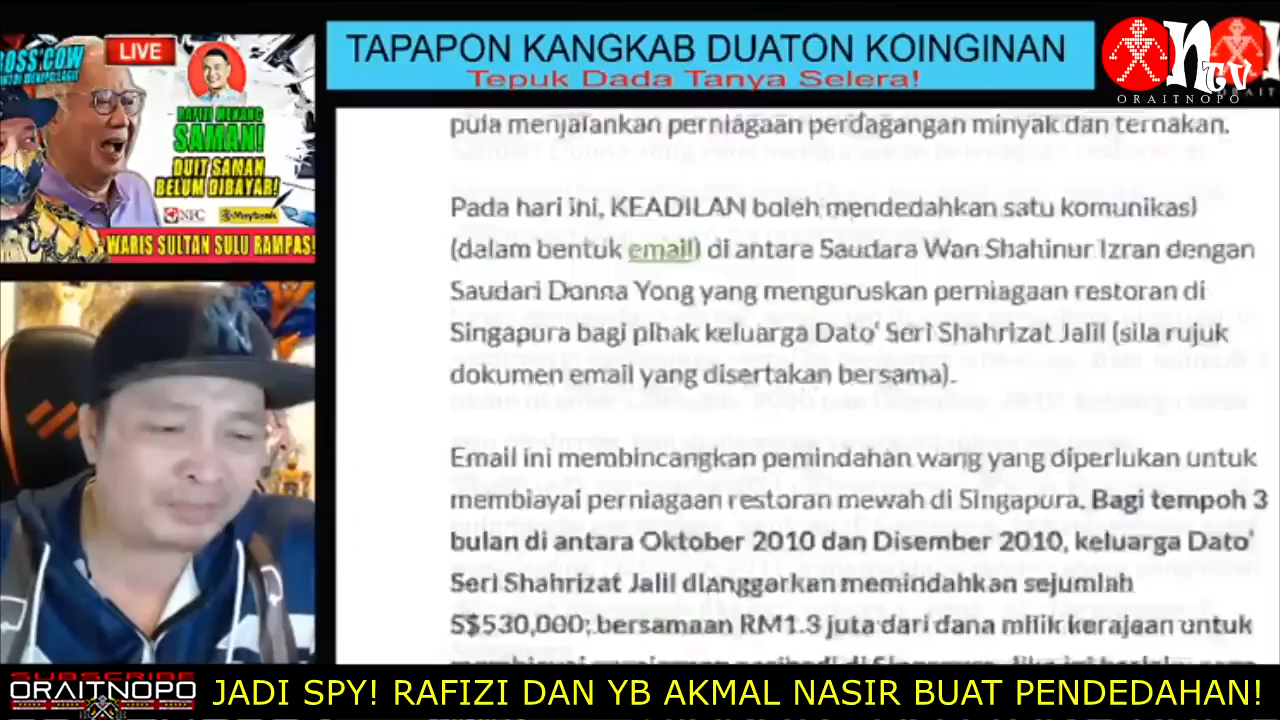 LIVE
RAFIZI MENANG
SAMAN!
DUIT SAMAN
BELUM DIBAYAR!
NFC
Maybank
WARIS SULTAN SULU RAMPAS!
TAPAPON KANGKAB DUATON KOINGINAN
Tepuk Dada Tanya Selera!
TV
ORAITNOPO
pula menjalankan perniagaan perdagangan minyak dan ternakan.
Pada hari ini, KEADILAN boleh mendedahkan satu komunikasi
(dalam bentuk email) di antara Saudara Wan Shahinur Izran dengan
Saudari Donna Yong yang menguruskan perniagaan restoran di
Singapura bagi pihak keluarga Dato' Seri Shahrizat Jalil (sila rujuk
dokumen email yang disertakan bersama).
Email ini membincangkan pemindahan wang yang diperlukan untuk
membiayai perniagaan restoran mewah di Singapura. Bagi tempoh 3
bulan di antara Oktober 2010 dan Disember 2010, keluarga Dato'
Seri Shahrizat Jalil dianggarkan memindahkan sejumlah
S$530,000; bersamaan RM1.3 juta dari dana milik kerajaan untuk
SUBSCRIBE
ORAITNOPO
JADI SPY! RAFIZI DAN YB AKMAL NASIR BUAT PENDEDAHAN!